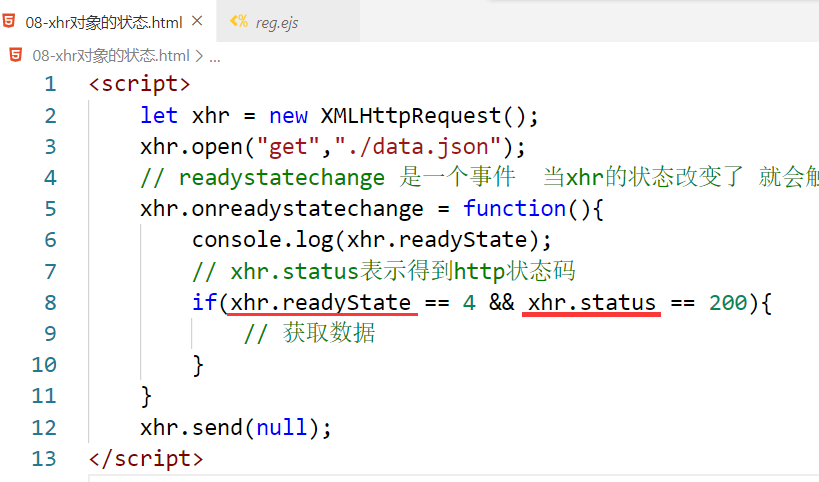 08-xhr对象的状态.html
reg.ejs
08-xhr对象的状态.html > ...
1 <script>
2 let xhr = new XMLHttpRequest();
3 xhr.open("get","./data.json");
4 // readystatechange 是一个事件 当xhr的状态改变了 就会触
5 xhr.onreadystatechange = function(){
6 console.log(xhr.readyState);
7 // xhr.status表示得到http状态码
8 if(xhr.readyState == 4 && xhr.status == 200){
9 // 获取数据
10 }
11 }
12 xhr.send(null);
13 </script>